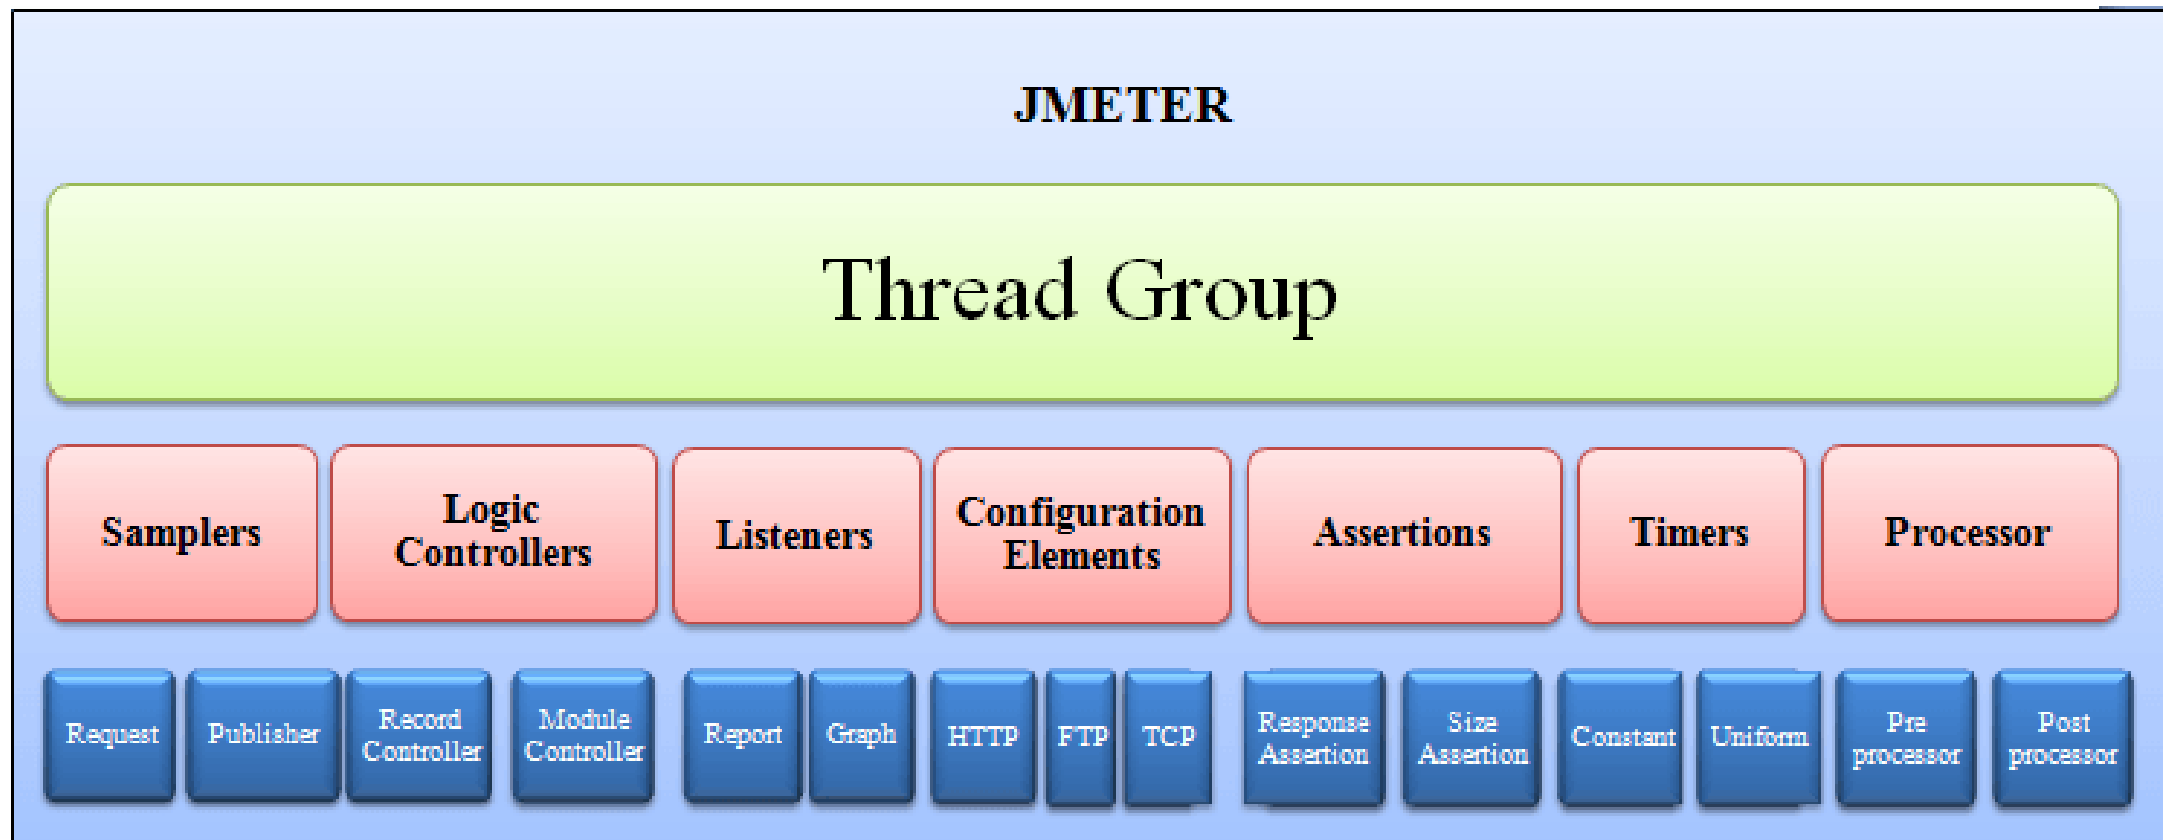 JMETER
Thread Group
Samplers
Logic
Controllers
Listeners
Configuration
Elements
Assertions
Timers
Processor
Request
Publisher
Record
Controller
Module
Controller
Report
Graph
HTTP
FTP
TCP
Response
Assertion
Size
Assertion
Constant
Uniform
Pre
processor
Post
processor